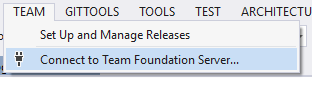 TEAM GITTOOLS TOOLS TEST ARCHITECTU
Set Up and Manage Releases
Connect to Team Foundation Server...